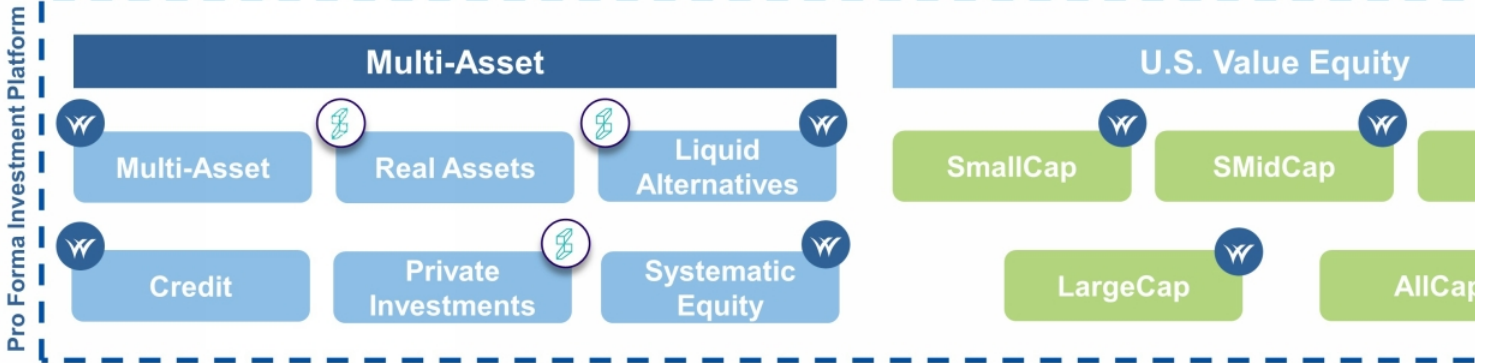 Pro Forma Investment Platform
Multi-Asset
U.S. Value Equity
Multi-Asset
Real Assets
Liquid
Alternatives
SmallCap
SMidCap
Credit
Private
Investments
Systematic
Equity
LargeCap
AllCap